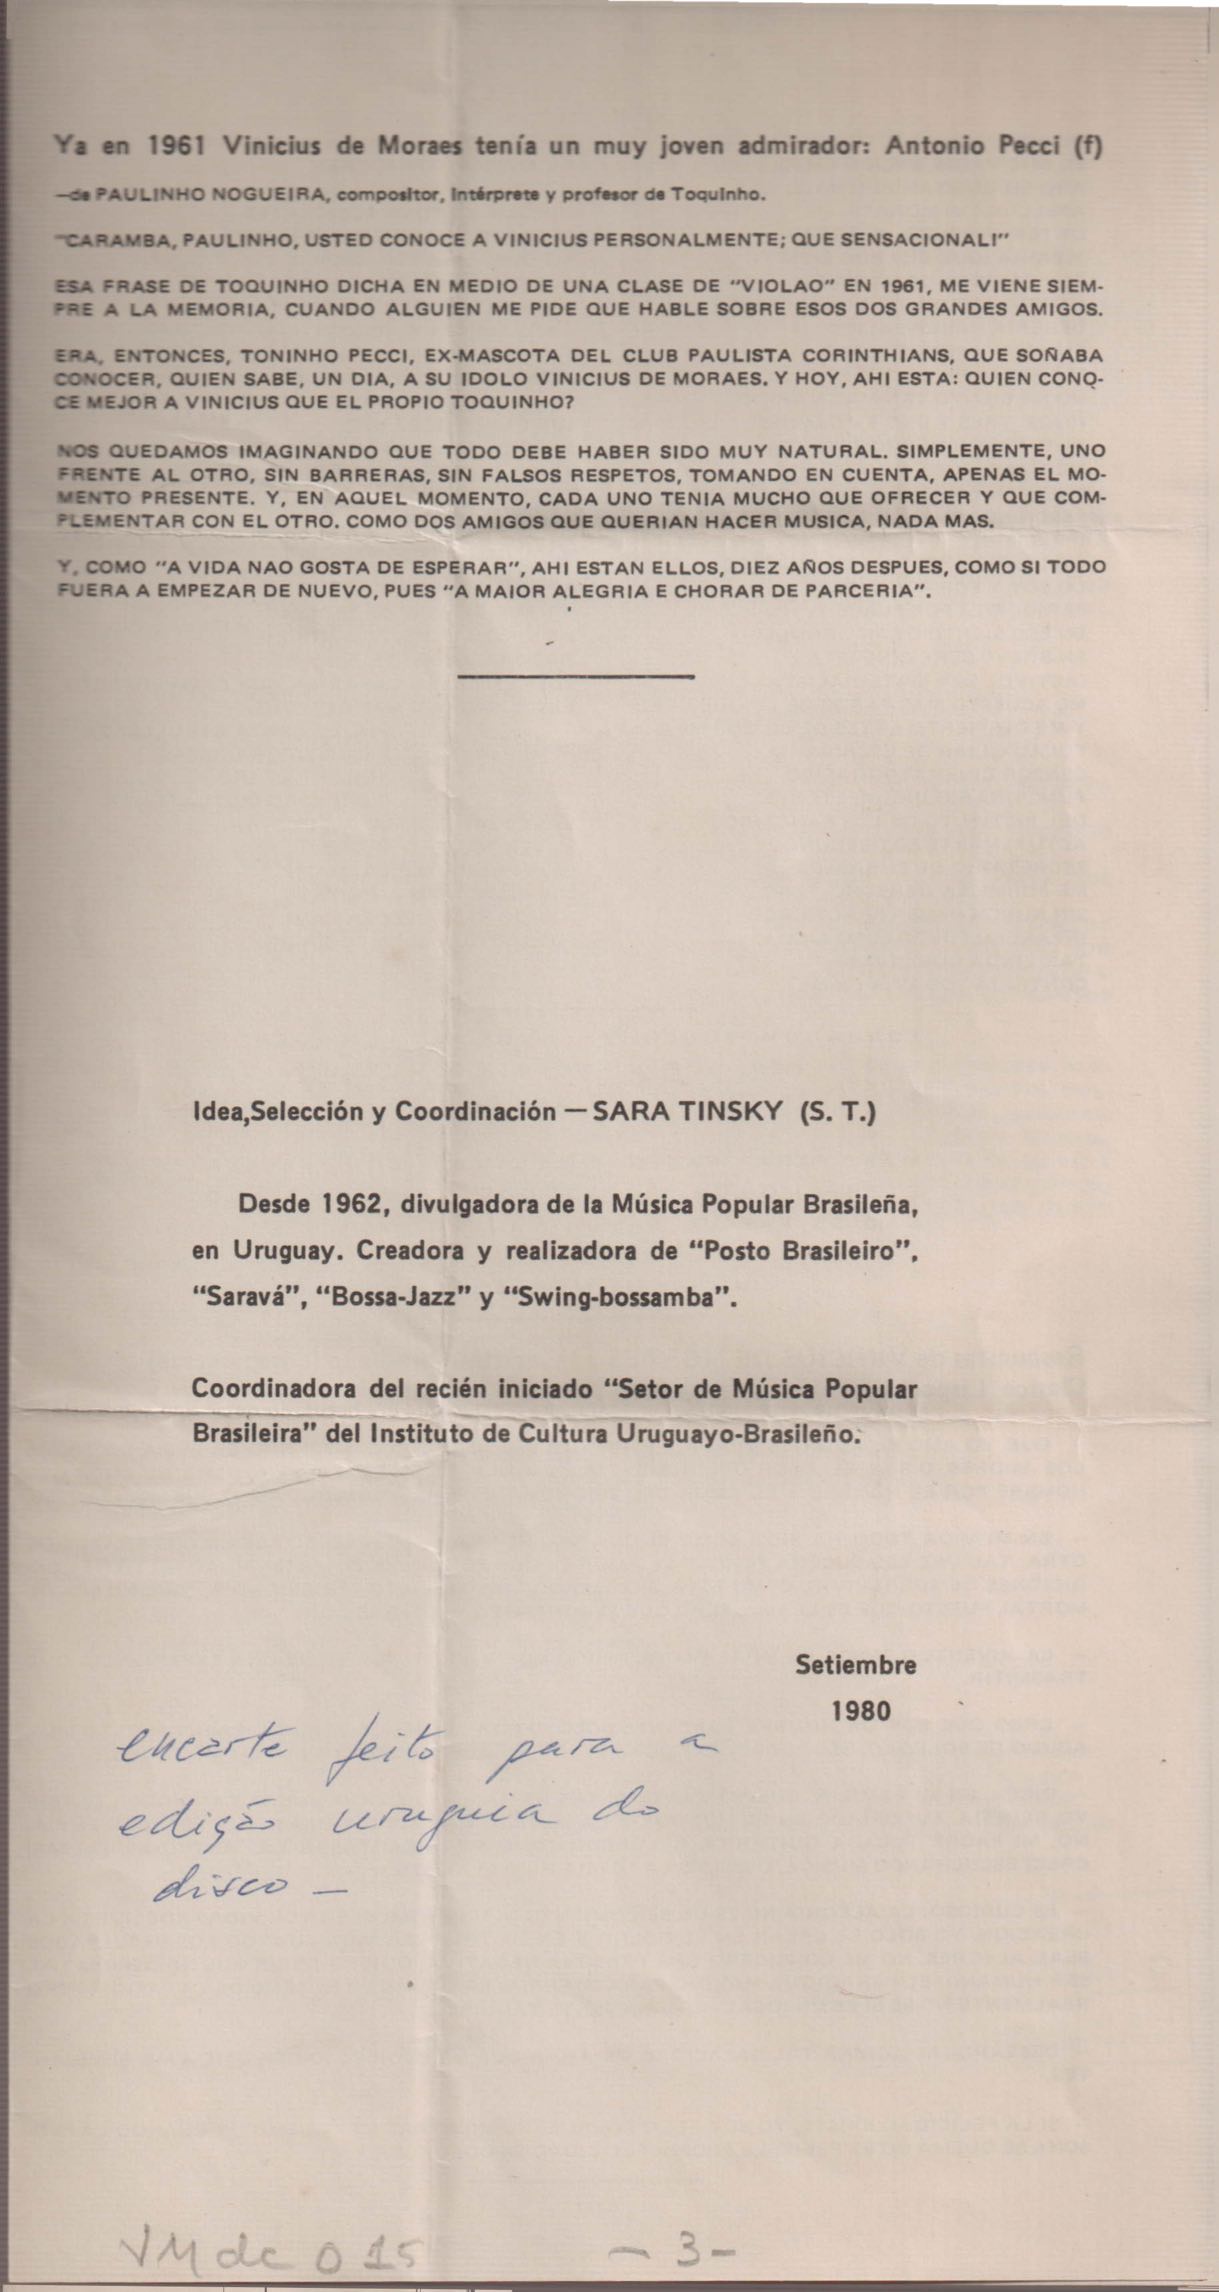 Ya en 1961 Vinicius de Moraes tenía un muy joven admirador: Antonio Pecci (f)
—de PAULINHO NOGUEIRA, compositor, intérprete y profesor de Toquinho.
"CARAMBA, PAULINHO, USTED CONOCE A VINICIUS PERSONALMENTE; QUE SENSACIONAL!"
ESA FRASE DE TOQUINHO DICHA EN MEDIO DE UNA CLASE DE "VIOLAO" EN 1961, ME VIENE SIEM-
PRE A LA MEMORIA, CUANDO ALGUIEN ME PIDE QUE HABLE SOBRE ESOS DOS GRANDES AMIGOS.
ERA, ENTONCES, TONINHO PECCI, EX-MASCOTA DEL CLUB PAULISTA CORINTHIANS, QUE SOÑABA
CONOCER, QUIEN SABE, UN DIA, A SU IDOLO VINICIUS DE MORAES. Y HOY, AHI ESTA: QUIEN CONO-
CE MEJOR A VINICIUS QUE EL PROPIO TOQUINHO?
NOS QUEDAMOS IMAGINANDO QUE TODO DEBE HABER SIDO MUY NATURAL. SIMPLEMENTE, UNO
FRENTE AL OTRO, SIN BARRERAS, SIN FALSOS RESPETOS, TOMANDO EN CUENTA, APENAS EL MO-
MENTO PRESENTE. Y, EN AQUEL MOMENTO, CADA UNO TENIA MUCHO QUE OFRECER Y QUE COM-
PLEMENTAR CON EL OTRO. COMO DOS AMIGOS QUE QUERIAN HACER MUSICA, NADA MAS.
Y, COMO "A VIDA NAO GOSTA DE ESPERAR", AHI ESTAN ELLOS, DIEZ AÑOS DESPUES, COMO SI TODO
FUERA A EMPEZAR DE NUEVO, PUES "A MAIOR ALEGRIA E CHORAR DE PARCERIA".
Idea,Selección y Coordinación — SARA TINSKY (S. T.)
Desde 1962, divulgadora de la Música Popular Brasileña,
en Uruguay. Creadora y realizadora de "Posto Brasileiro",
"Saravá", "Bossa-Jazz" y "Swing-bossamba".
Coordinadora del recién iniciado "Setor de Música Popular
Brasileira" del Instituto de Cultura Uruguayo-Brasileño.
Setiembre
1980
encarte feito para a
edição uruguia do
disco —
VMdc 015 - 3 -